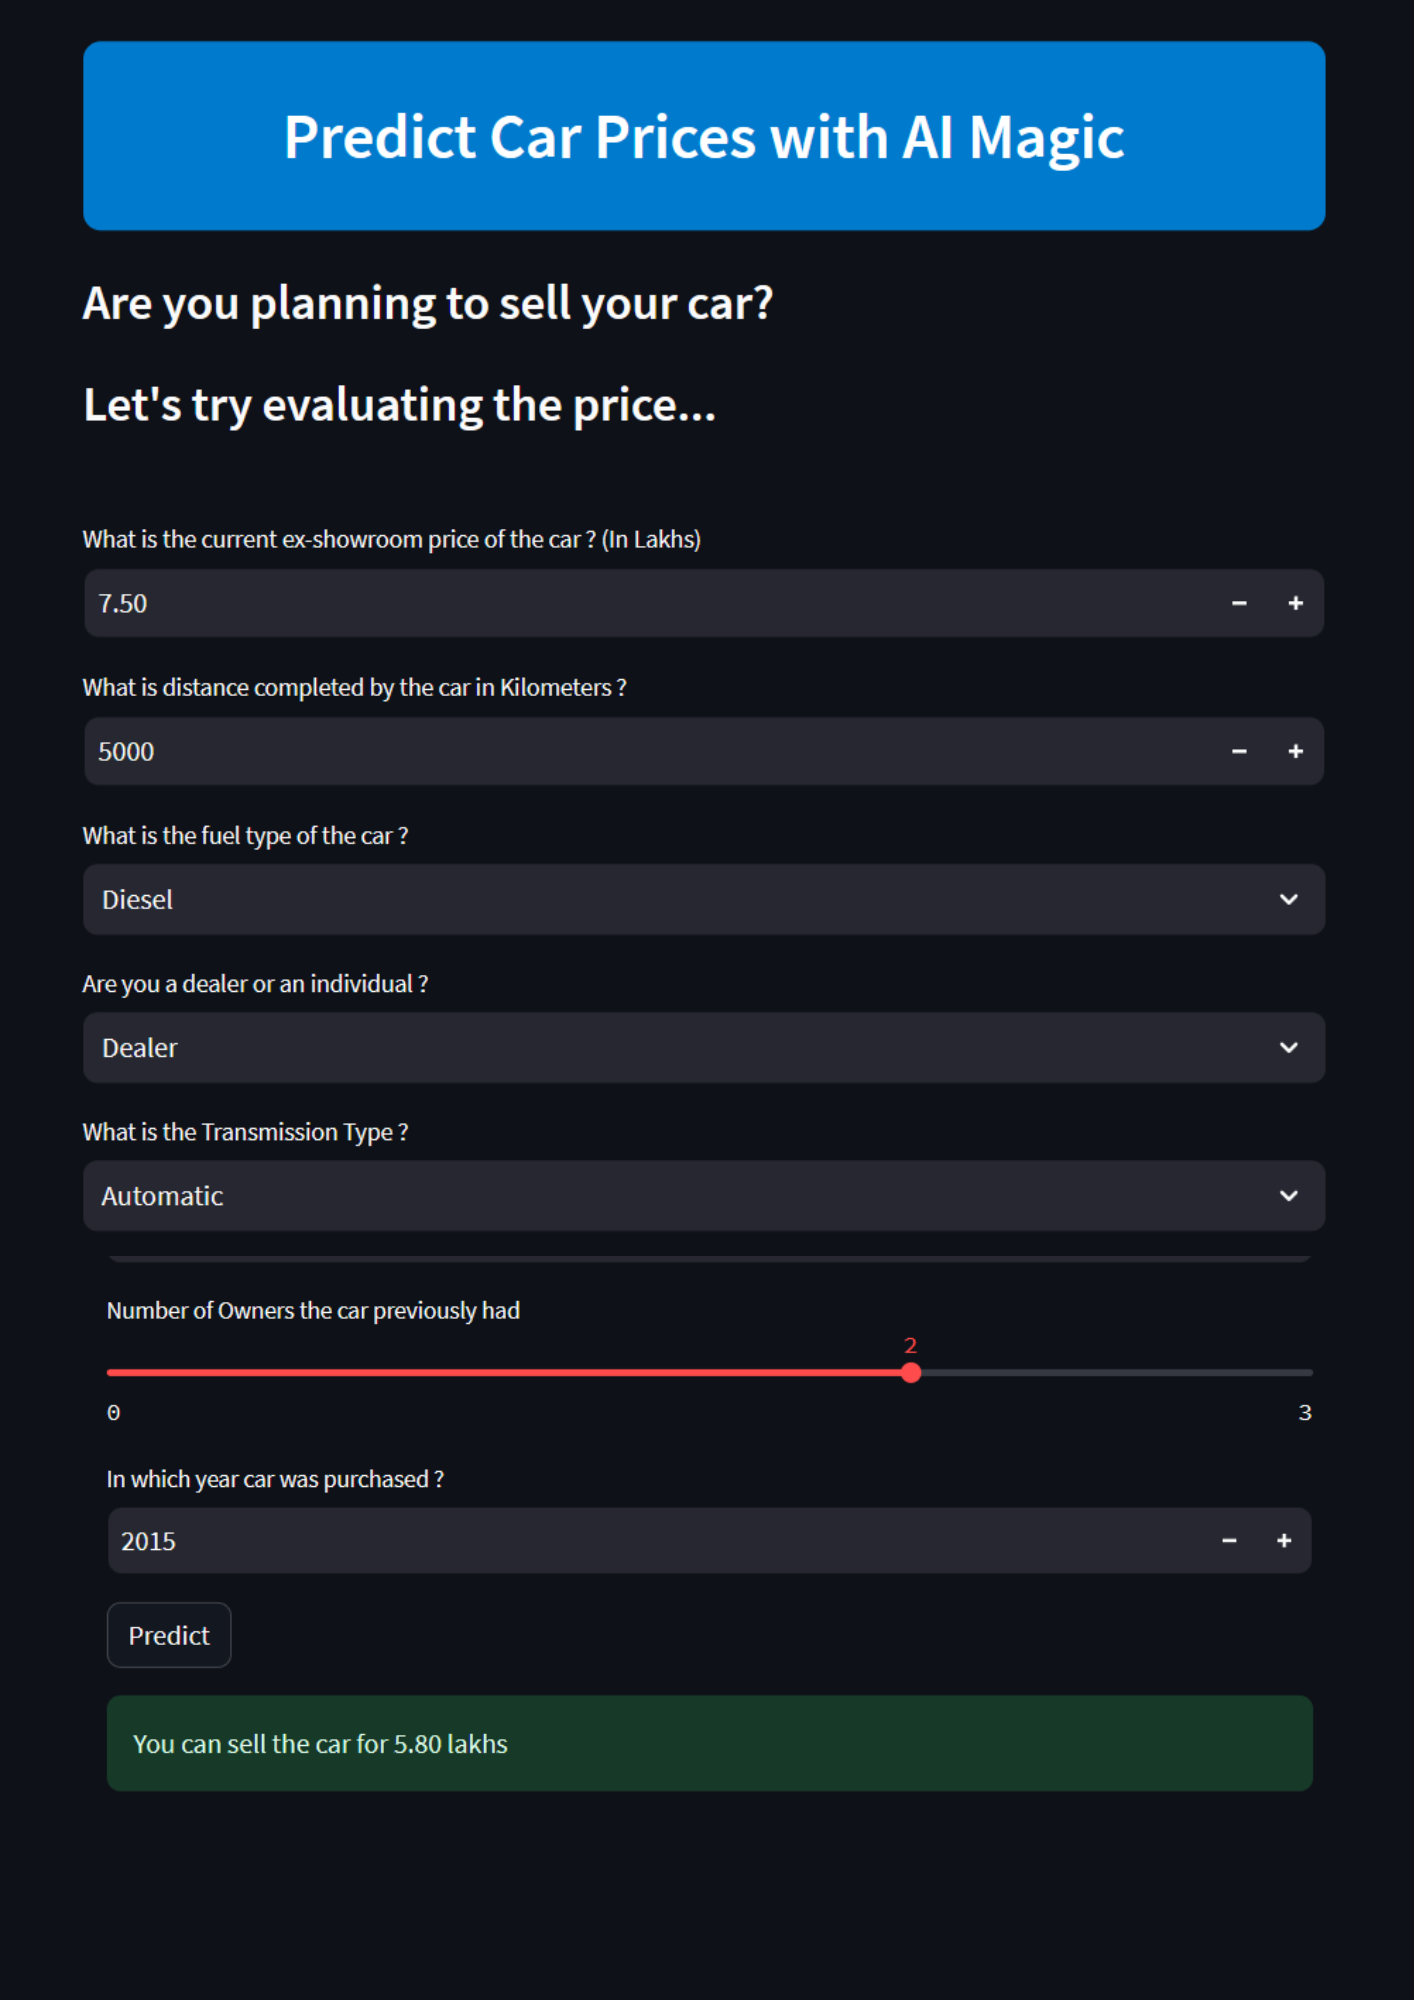 Predict Car Prices with AI Magic
Are you planning to sell your car?
Let's try evaluating the price...
What is the current ex-showroom price of the car ? (In Lakhs)
7.50
What is distance completed by the car in Kilometers ?
5000
What is the fuel type of the car ?
Diesel
Are you a dealer or an individual ?
Dealer
What is the Transmission Type ?
Automatic
Number of Owners the car previously had
2
0 3
In which year car was purchased ?
2015
Predict
You can sell the car for 5.80 lakhs